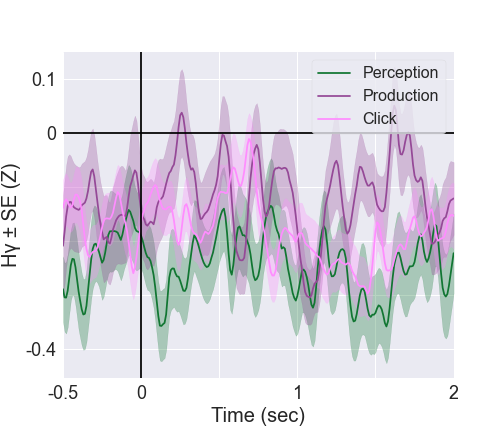 Perception
Production
Click
0.1
0
-0.4
Hγ ± SE (Z)
-0.5
0
1
2
Time (sec)